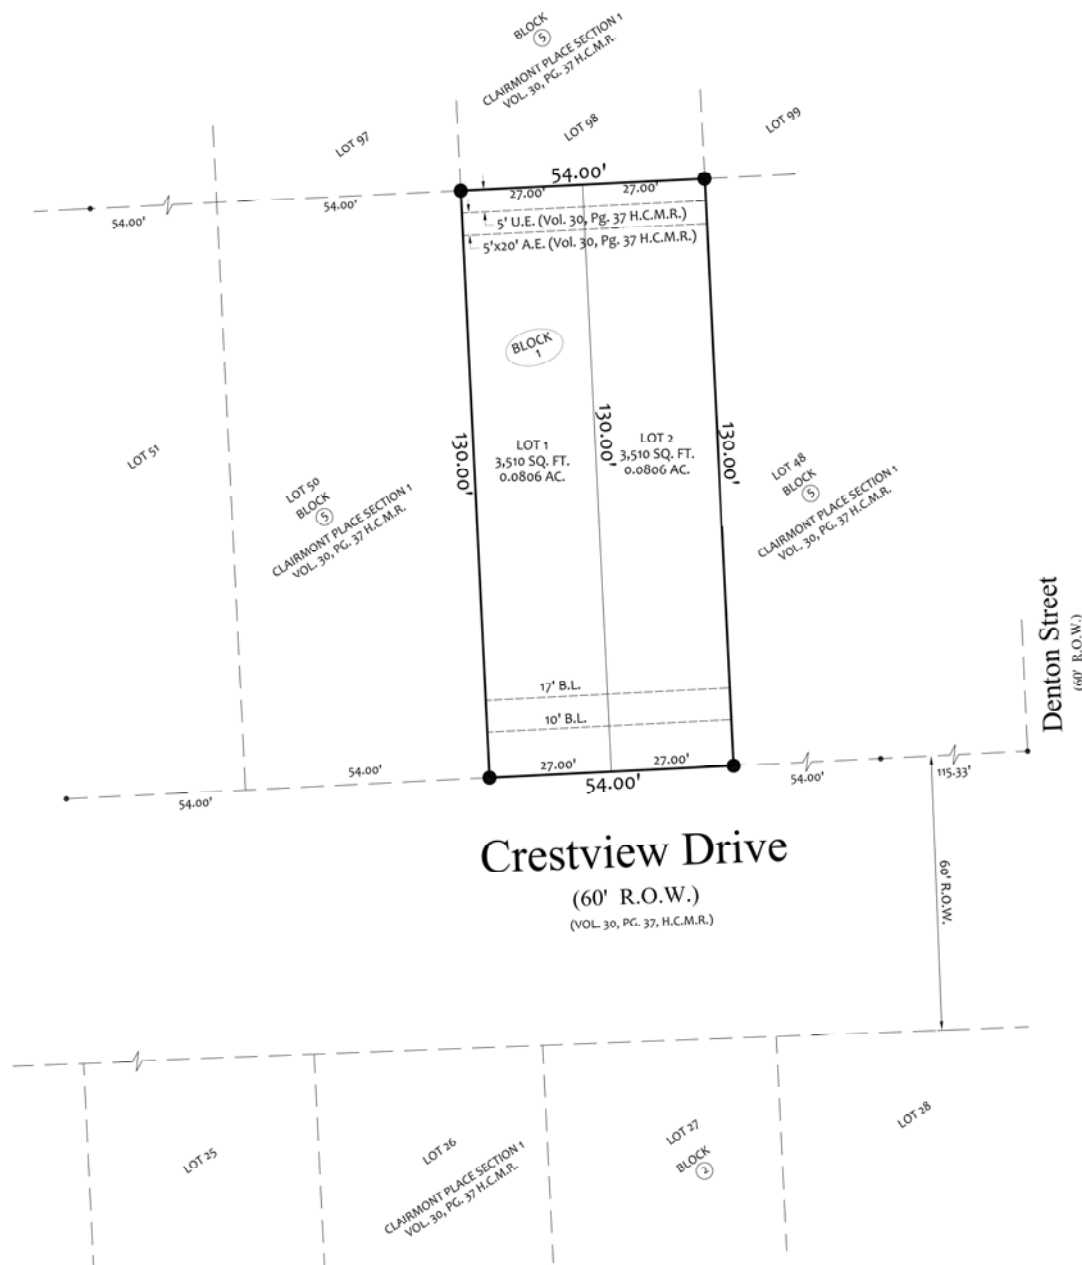 BLOCK
5
CLAIRMONT PLACE SECTION 1
VOL. 30, PG. 37 H.C.M.R.
LOT 97
LOT 98
LOT 99
54.00'
27.00'
27.00'
54.00'
54.00'
5' U.E. (Vol. 30, Pg. 37 H.C.M.R.)
5'x20' A.E. (Vol. 30, Pg. 37 H.C.M.R.)
BLOCK
1
130.00'
130.00'
130.00'
LOT 1
3,510 SQ. FT.
0.0806 AC.
LOT 2
3,510 SQ. FT.
0.0806 AC.
LOT 51
LOT 50
BLOCK
5
CLAIRMONT PLACE SECTION 1
VOL. 30, PG. 37 H.C.M.R.
LOT 48
BLOCK
5
CLAIRMONT PLACE SECTION 1
VOL. 30, PG. 37 H.C.M.R.
Denton Street
(60' R.O.W.)
17' B.L.
10' B.L.
27.00'
27.00'
54.00'
54.00'
54.00'
54.00'
115.33'
Crestview Drive
(60' R.O.W.)
(VOL. 30, PG. 37, H.C.M.R.)
60' R.O.W.
LOT 25
LOT 26
CLAIRMONT PLACE SECTION 1
VOL. 30, PG. 37 H.C.M.R.
LOT 27
BLOCK
2
LOT 28